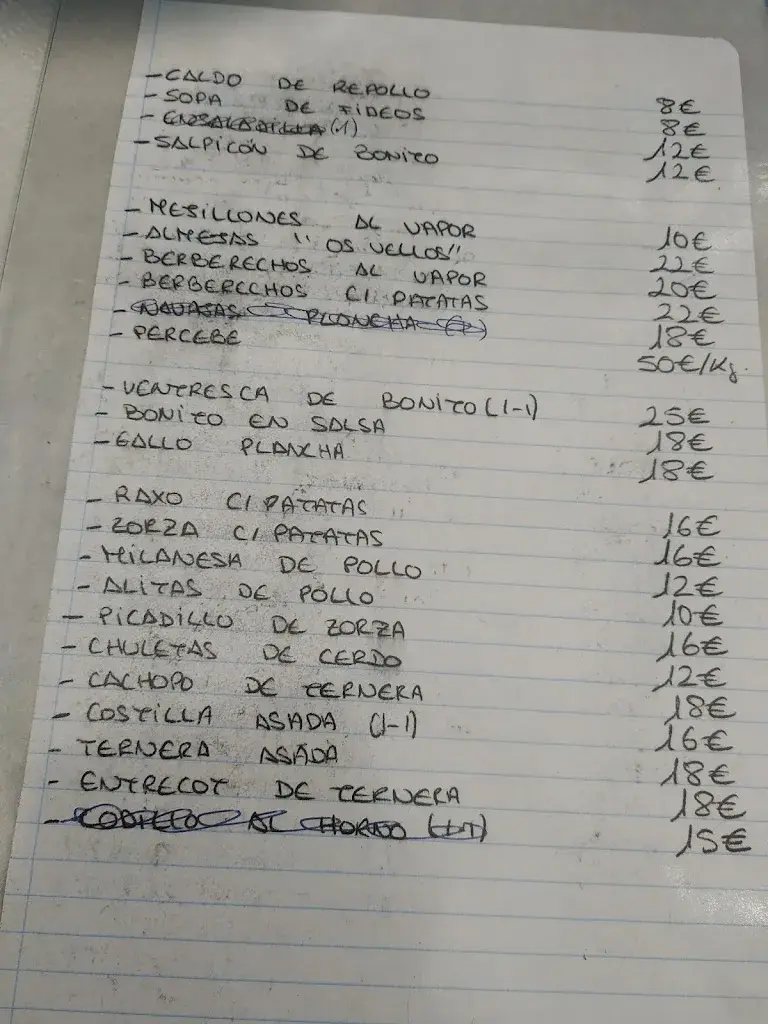 - CALDO DE REPOLLO 8€
- SOPA DE FIDEOS 8€
- ENSALADILLA (1) 12€
- SALPICÓN DE BONITO 12€
- MEJILLONES AL VAPOR 10€
- ALMEJAS "OS VELLOS" 22€
- BERBERECHOS AL VAPOR 20€
- BERBERECHOS C/ PATATAS 22€
- NAVAJAS PLANCHA 18€
- PERCEBE 50€/Kg.
- VENTRESCA DE BONITO (1-1) 25€
- BONITO EN SALSA 18€
- GALLO PLANCHA 18€
- RAXO C/ PATATAS 16€
- ZORZA C/ PATATAS 16€
- MILANESA DE POLLO 12€
- ALITAS DE POLLO 10€
- PICADILLO DE ZORZA 16€
- CHULETAS DE CERDO 12€
- CACHOPO DE TERNERA 18€
- COSTILLA ASADA (1-1) 16€
- TERNERA ASADA 18€
- ENTRECOT DE TERNERA 18€
- AL HORNO 15€